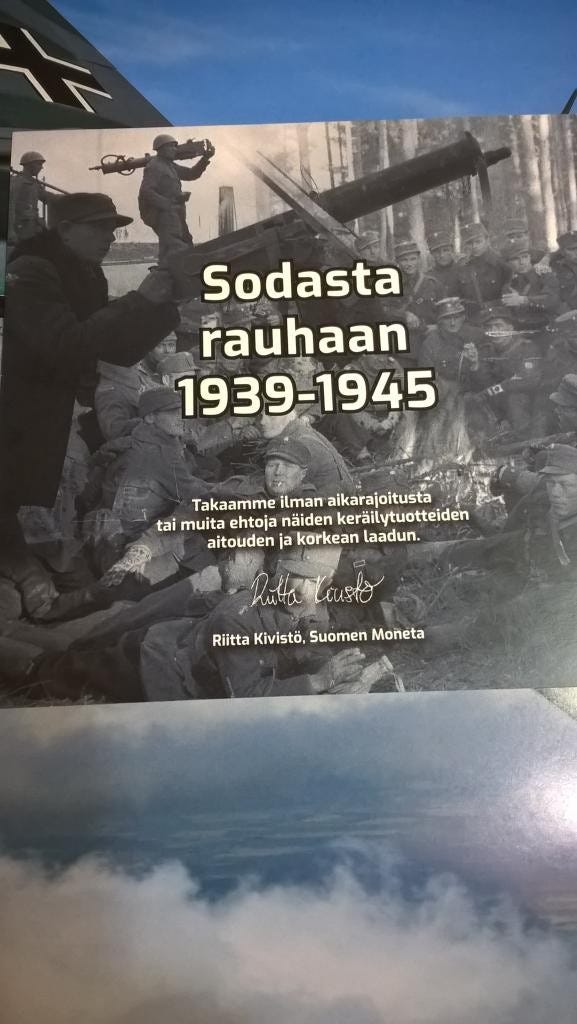 Sodasta
rauhaan
1939-1945
Takaamme ilman aikarajoitusta
tai muita ehtoja näiden keräilytuotteiden
aitouden ja korkean laadun.
Riitta Kivistö
Riitta Kivistö, Suomen Moneta